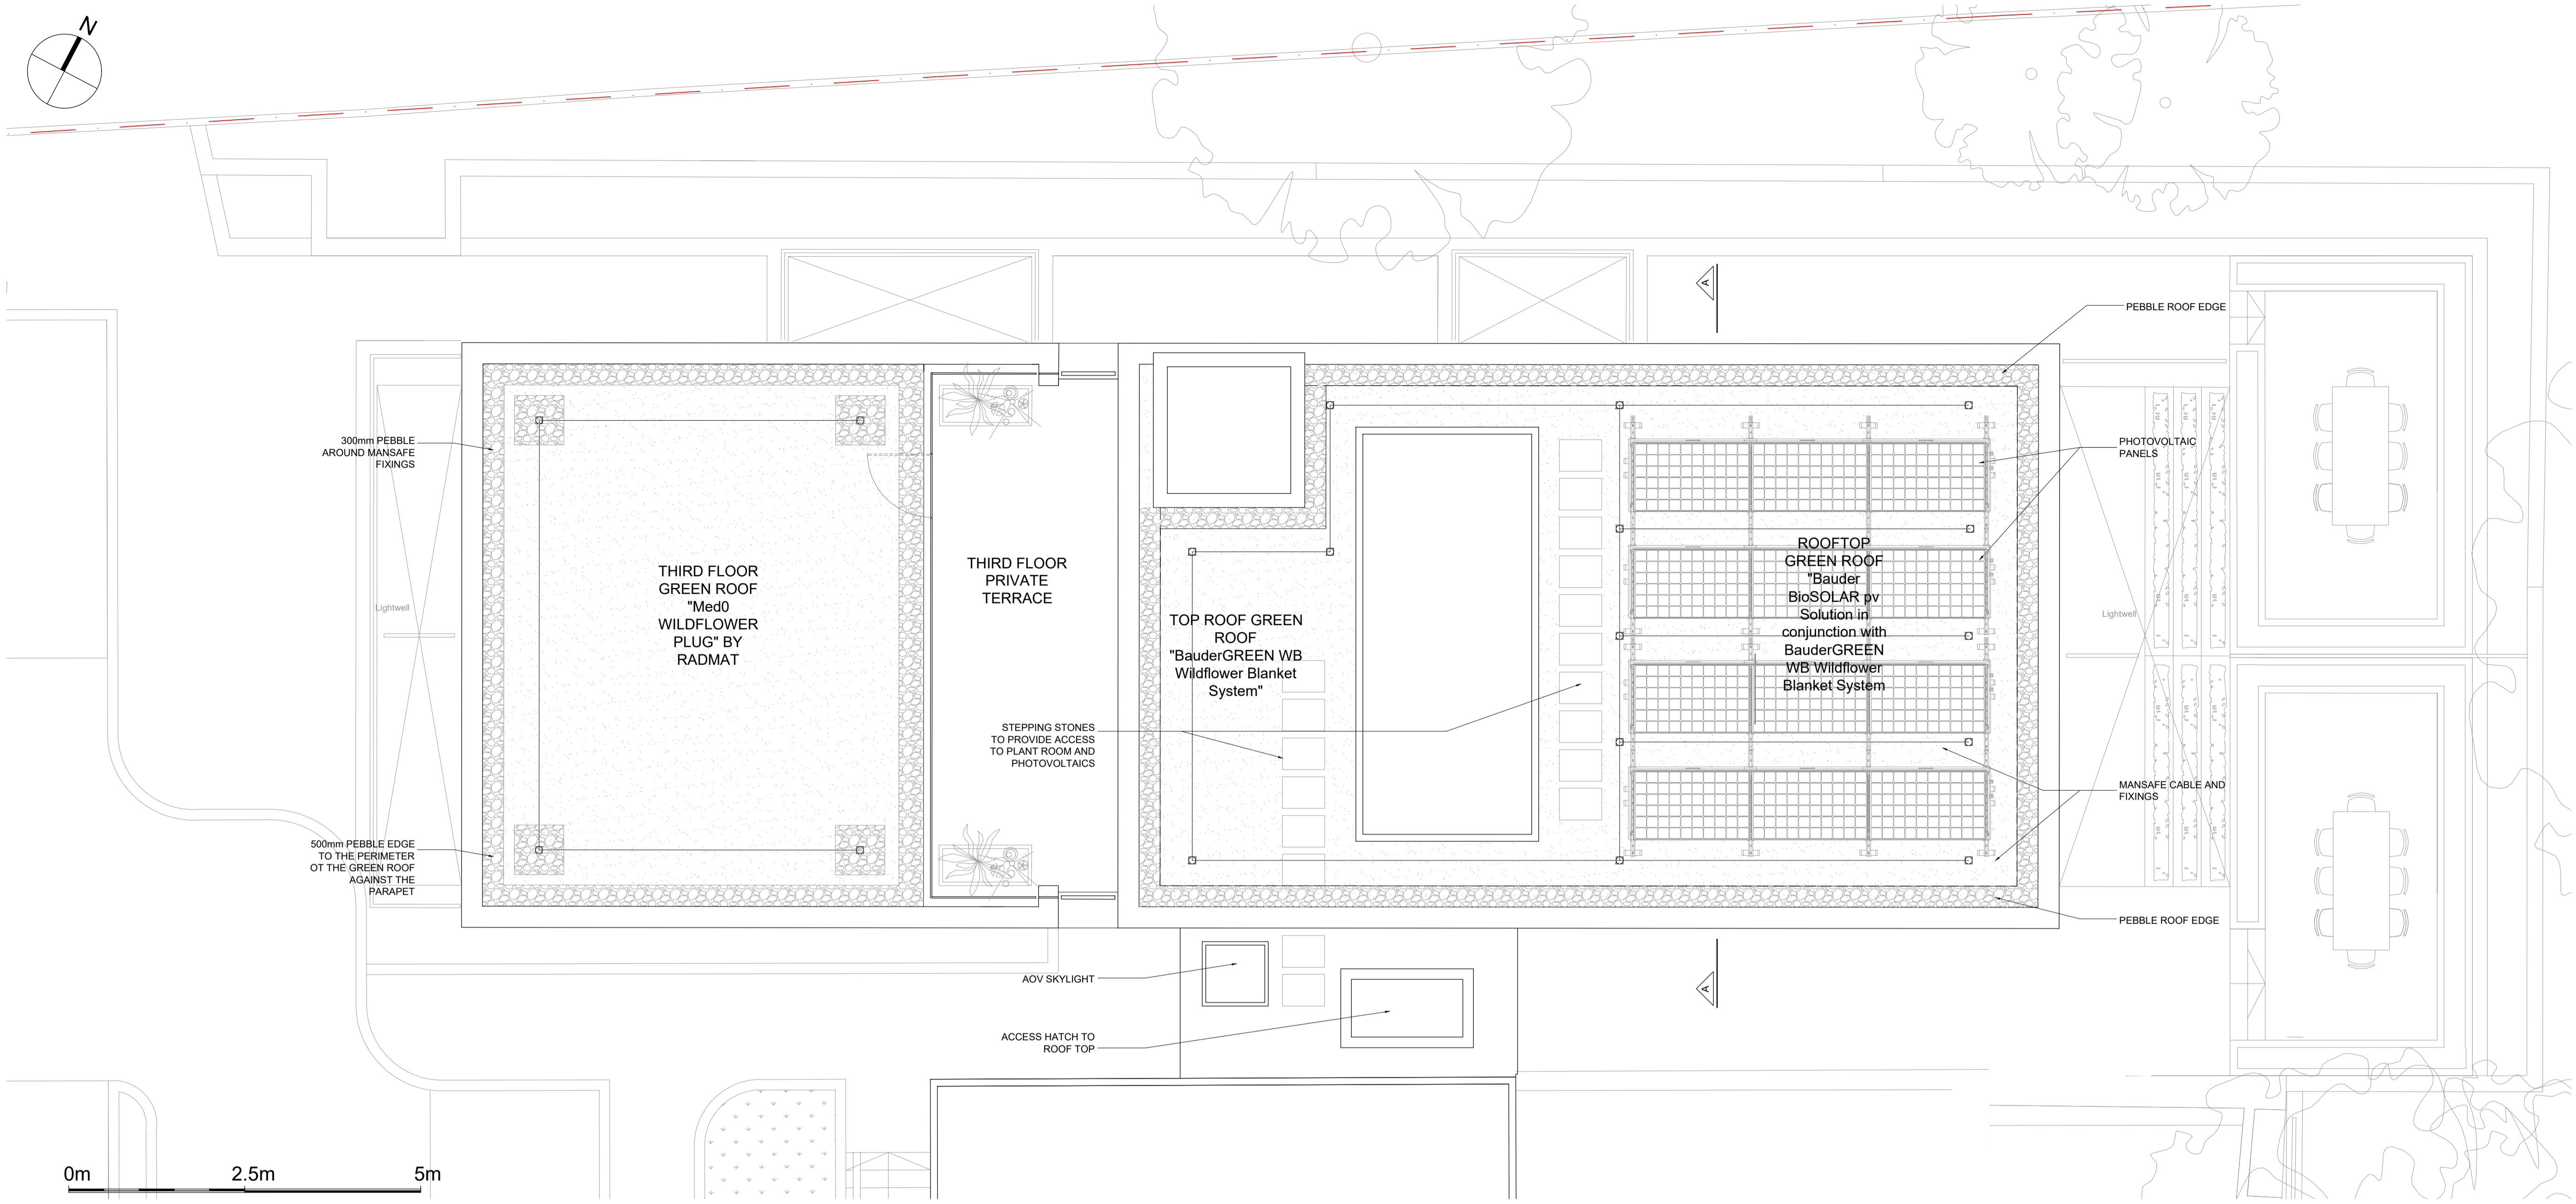 N
A
PEBBLE ROOF EDGE
300mm PEBBLE
AROUND MANSAFE
FIXINGS
PHOTOVOLTAIC
PANELS
THIRD FLOOR
GREEN ROOF
"Med0
WILDFLOWER
PLUG" BY
RADMAT
THIRD FLOOR
PRIVATE
TERRACE
TOP ROOF GREEN
ROOF
"BauderGREEN WB
Wildflower Blanket
System"
ROOFTOP
GREEN ROOF
"Bauder
BioSOLAR pv
Solution in
conjunction with
BauderGREEN
WB Wildflower
Blanket System
Lightwell
Lightwell
STEPPING STONES
TO PROVIDE ACCESS
TO PLANT ROOM AND
PHOTOVOLTAICS
MANSAFE CABLE AND
FIXINGS
500mm PEBBLE EDGE
TO THE PERIMETER
OT THE GREEN ROOF
AGAINST THE
PARAPET
PEBBLE ROOF EDGE
AOV SKYLIGHT
A
ACCESS HATCH TO
ROOF TOP
0m
2.5m
5m